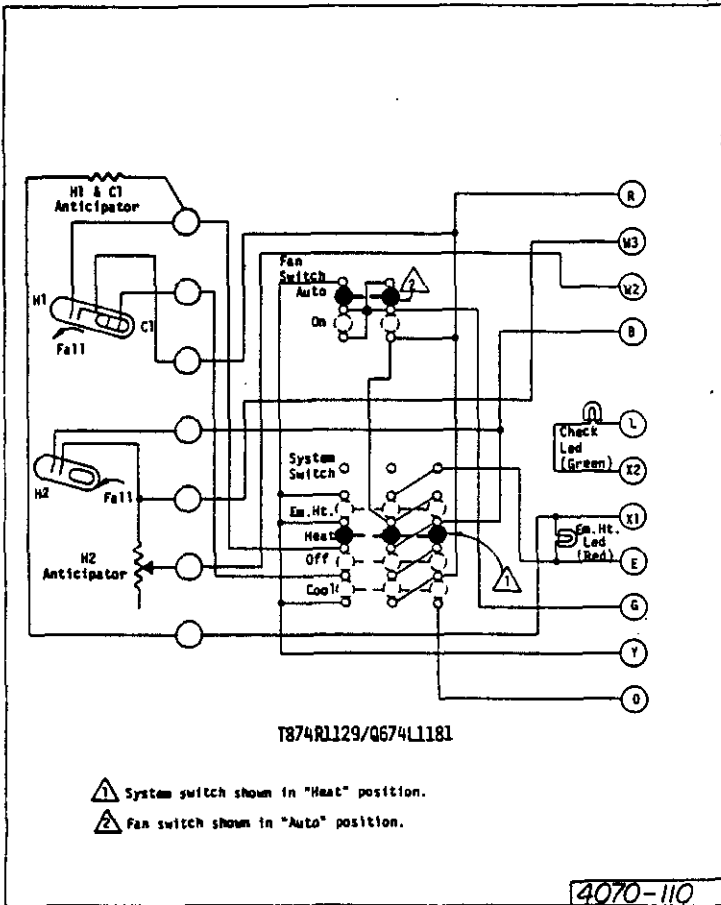 H1 & C1
Anticipator
R
W3
Fan
Switch
Auto
2
W2
H1
C1
On
B
Fall
L
Check
Led
(Green)
System
Switch
X2
H2
Fall
Em.Ht.
X1
Heat
Em.Ht.
Led
(Red)
H2
Anticipator
Off
E
1
Cool
G
Y
O
T874R1129/Q674L1181
1 System switch shown in "Heat" position.
2 Fan switch shown in "Auto" position.
4070-110